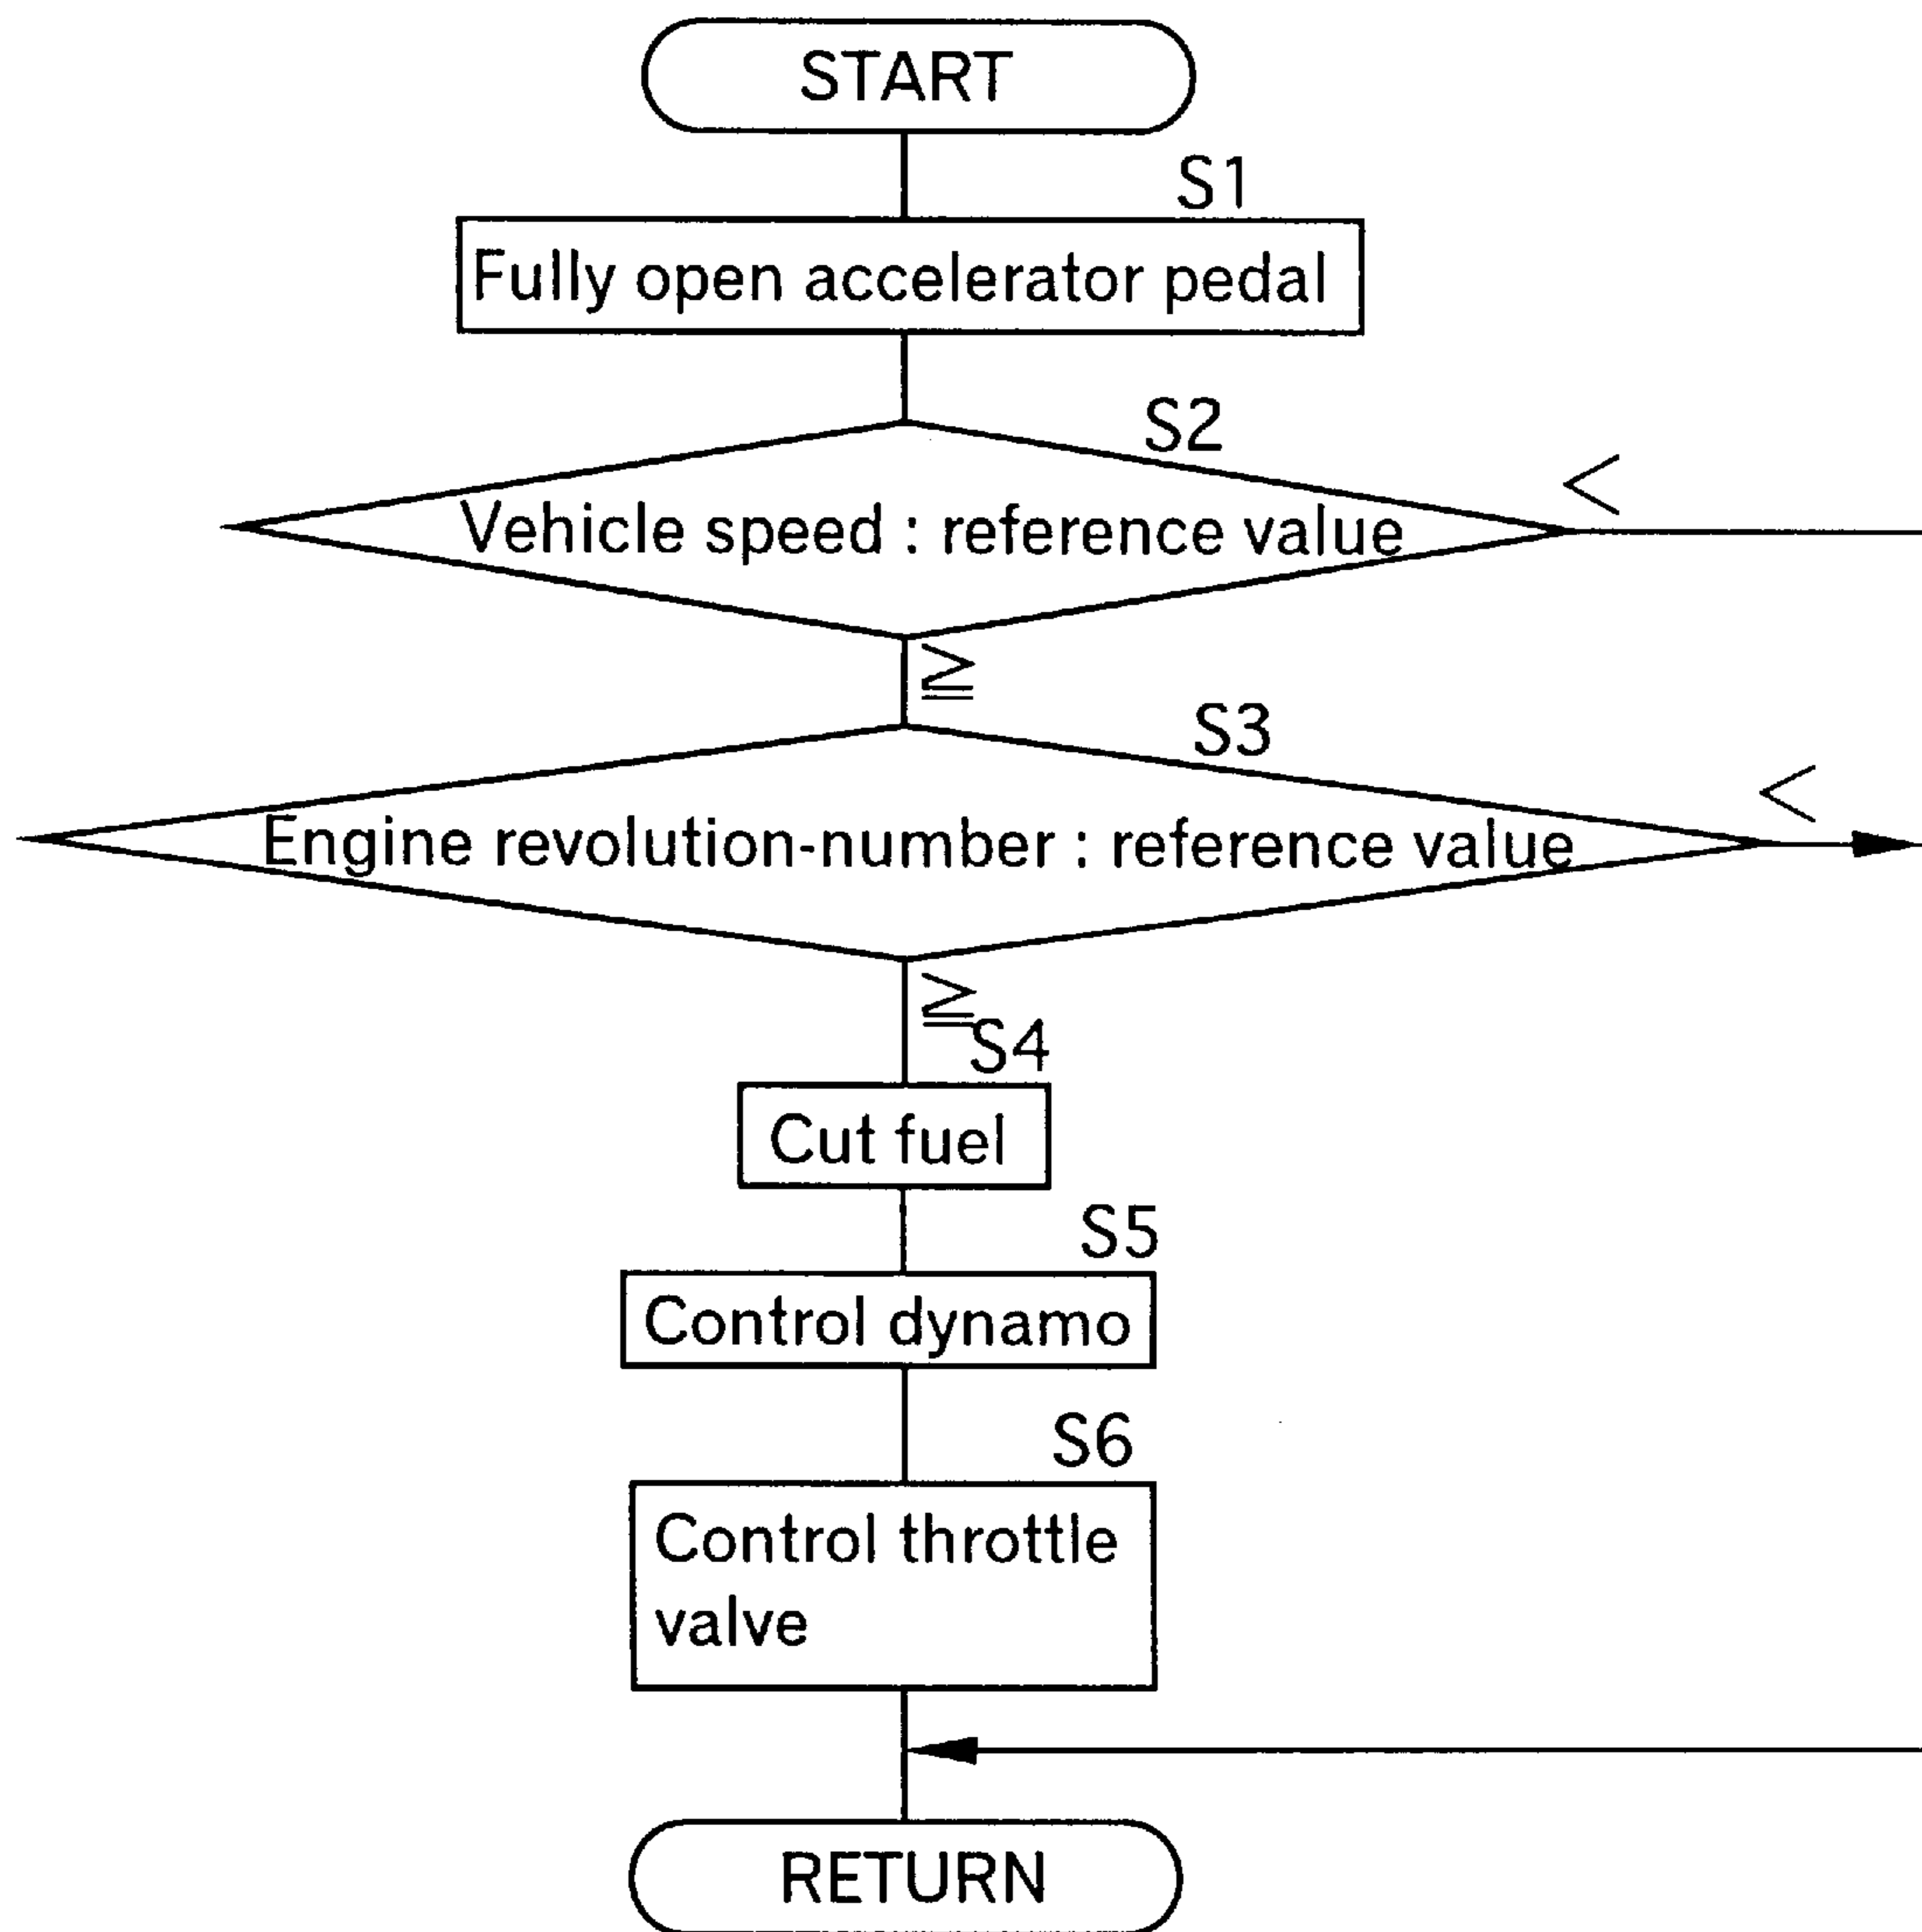 START
S1
Fully open accelerator pedal
S2
<
Vehicle speed : reference value
≧
S3
<
Engine revolution-number : reference value
≧
S4
Cut fuel
S5
Control dynamo
S6
Control throttle
valve
RETURN